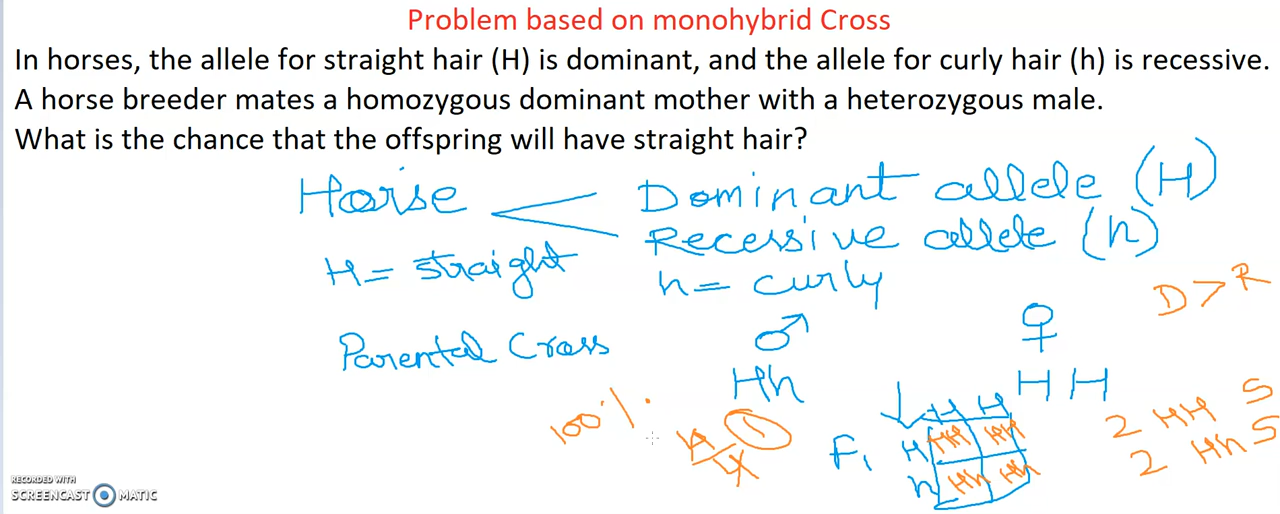 Problem based on monohybrid Cross
In horses, the allele for straight hair (H) is dominant, and the allele for curly hair (h) is recessive.
A horse breeder mates a homozygous dominant mother with a heterozygous male.
What is the chance that the offspring will have straight hair?
Horse < Dominant allele (H)
Recessive allele (h)
H = straight h = curly
D > R
Parental Cross ♂ ♀
Hh HH
100% 4/4 1
F1 H H
H HH HH
h Hh Hh
2 HH S
2 Hh S
RECORDED WITH
SCREENCAST MATIC